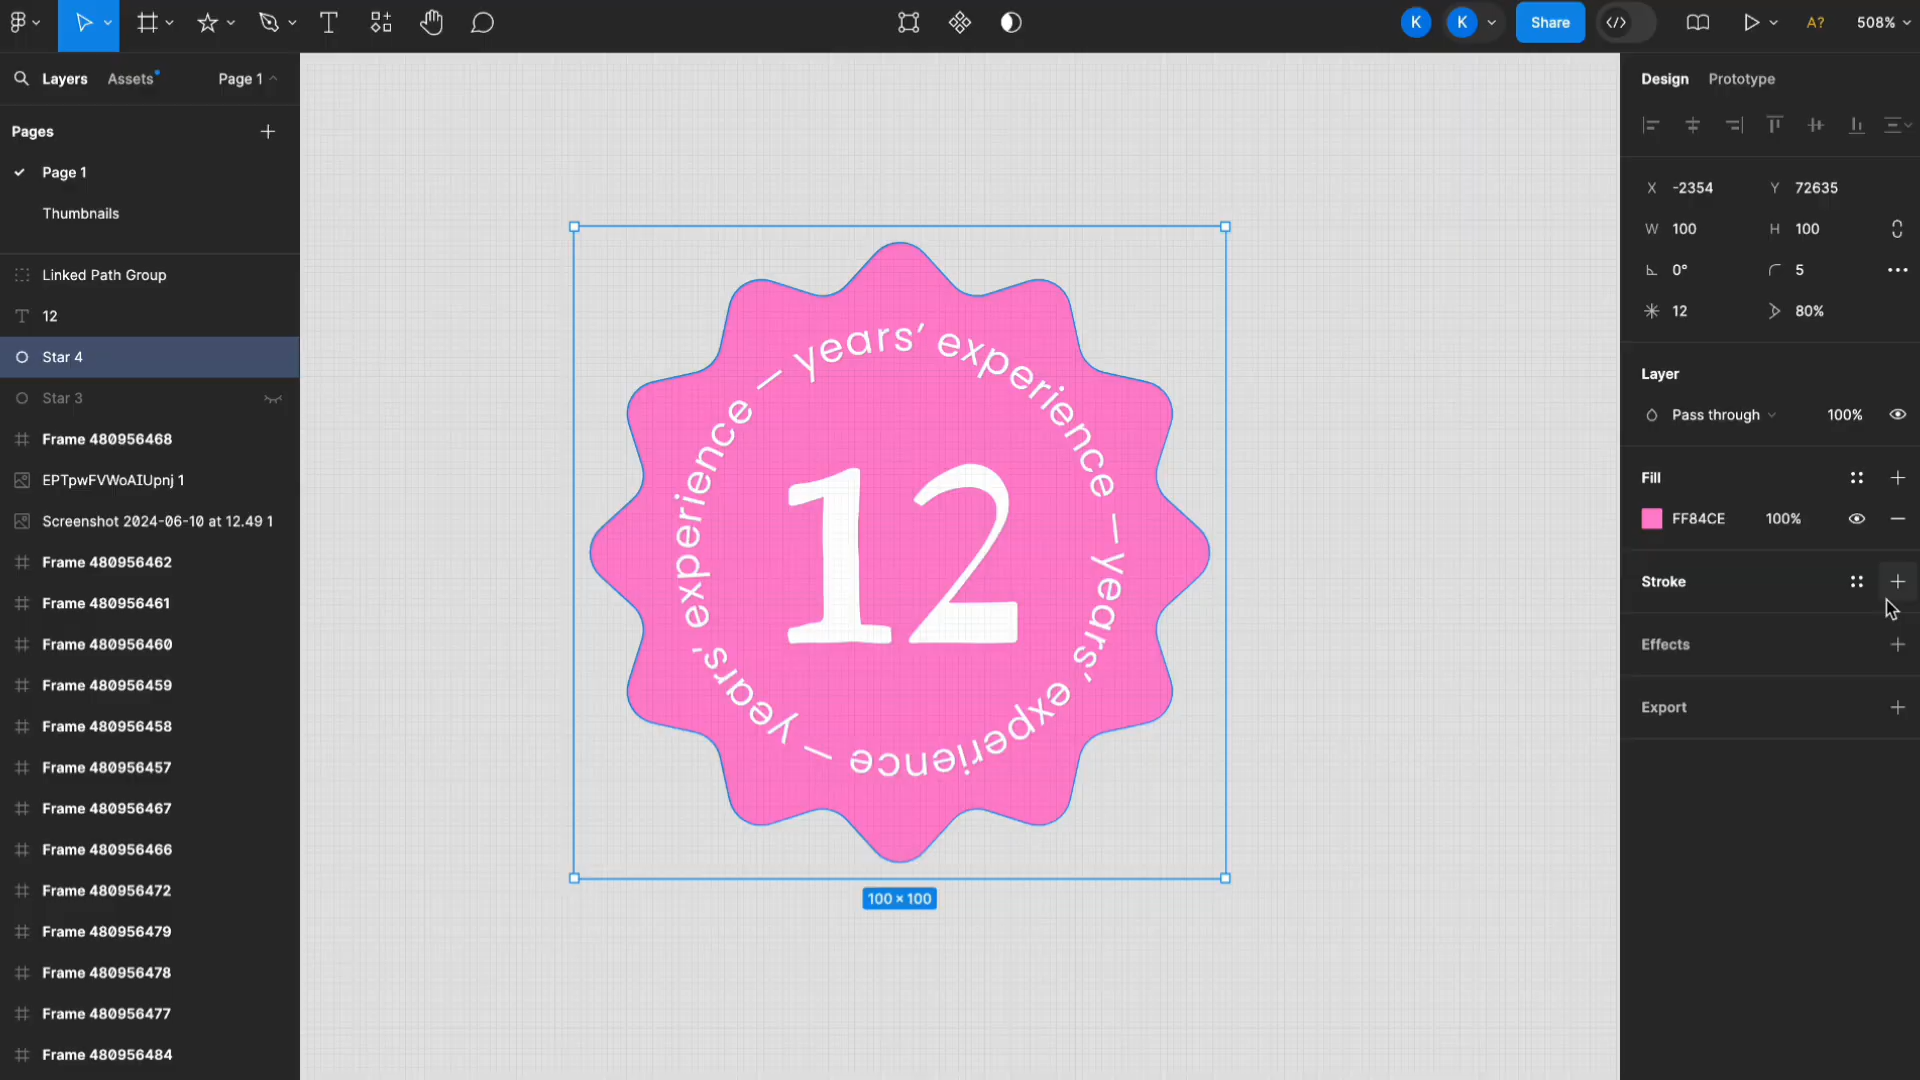 K
K
Share
A?
508%
Layers
Assets
Page 1
Pages
Page 1
Thumbnails
Linked Path Group
12
Star 4
Star 3
Frame 480956468
EPTpwFVWoAIUpnj 1
Screenshot 2024-06-10 at 12.49 1
Frame 480956462
Frame 480956461
Frame 480956460
Frame 480956459
Frame 480956458
Frame 480956457
Frame 480956467
Frame 480956466
Frame 480956472
Frame 480956479
Frame 480956478
Frame 480956477
Frame 480956484
years’ experience — years’ experience — years’ experience —
12
100 × 100
Design
Prototype
X -2354
Y 72635
W 100
H 100
0°
5
12
80%
Layer
Pass through
100%
Fill
FF84CE
100%
Stroke
Effects
Export